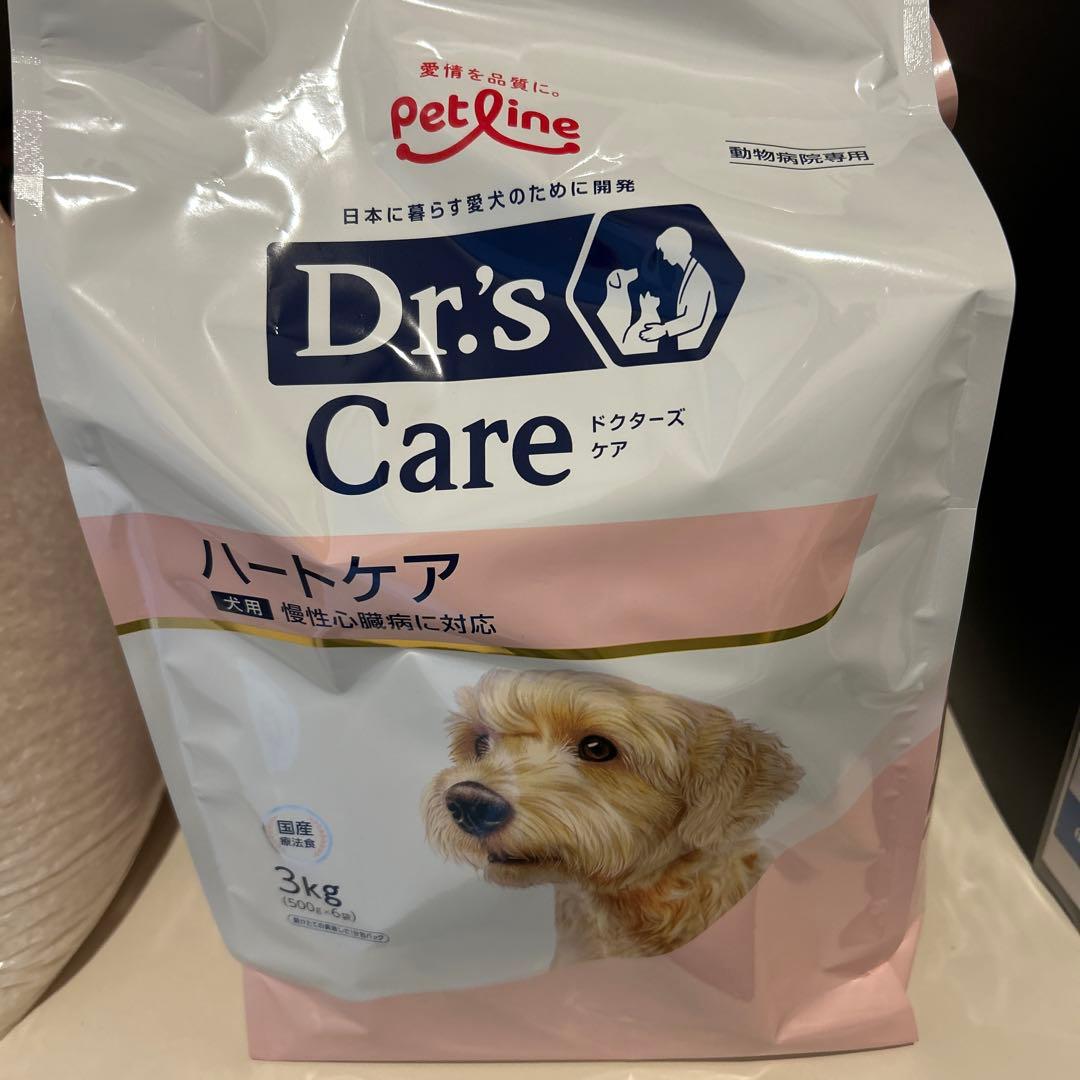 愛情を品質に。
petline
動物病院専用
日本に暮らす愛犬のために開発
Dr.'s
Care
ドクターズ
ケア
ハートケア
犬用 慢性心臓病に対応
国産
療法食
3kg
(500g×6袋)